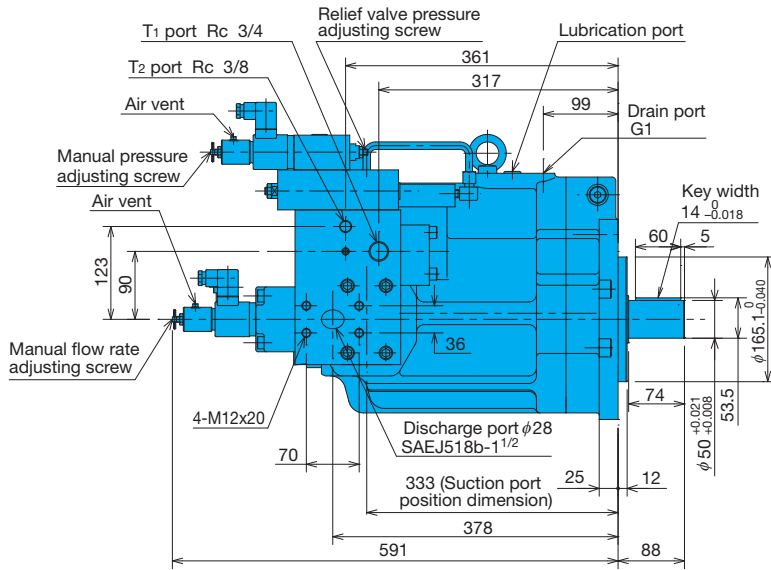 T1 port Rc 3/4
T2 port Rc 3/8
Air vent
Manual pressure
adjusting screw
Air vent
Relief valve pressure
adjusting screw
361
317
99
Lubrication port
Drain port
G1
Key width
14 0 -0.018
60
5
123
90
Manual flow rate
adjusting screw
36
4-M12x20
70
Discharge port φ28
SAEJ518b-1 1/2
333 (Suction port
position dimension)
378
591
25
12
88
74
φ50 +0.021 +0.008
53.5
φ165.1 0 -0.040